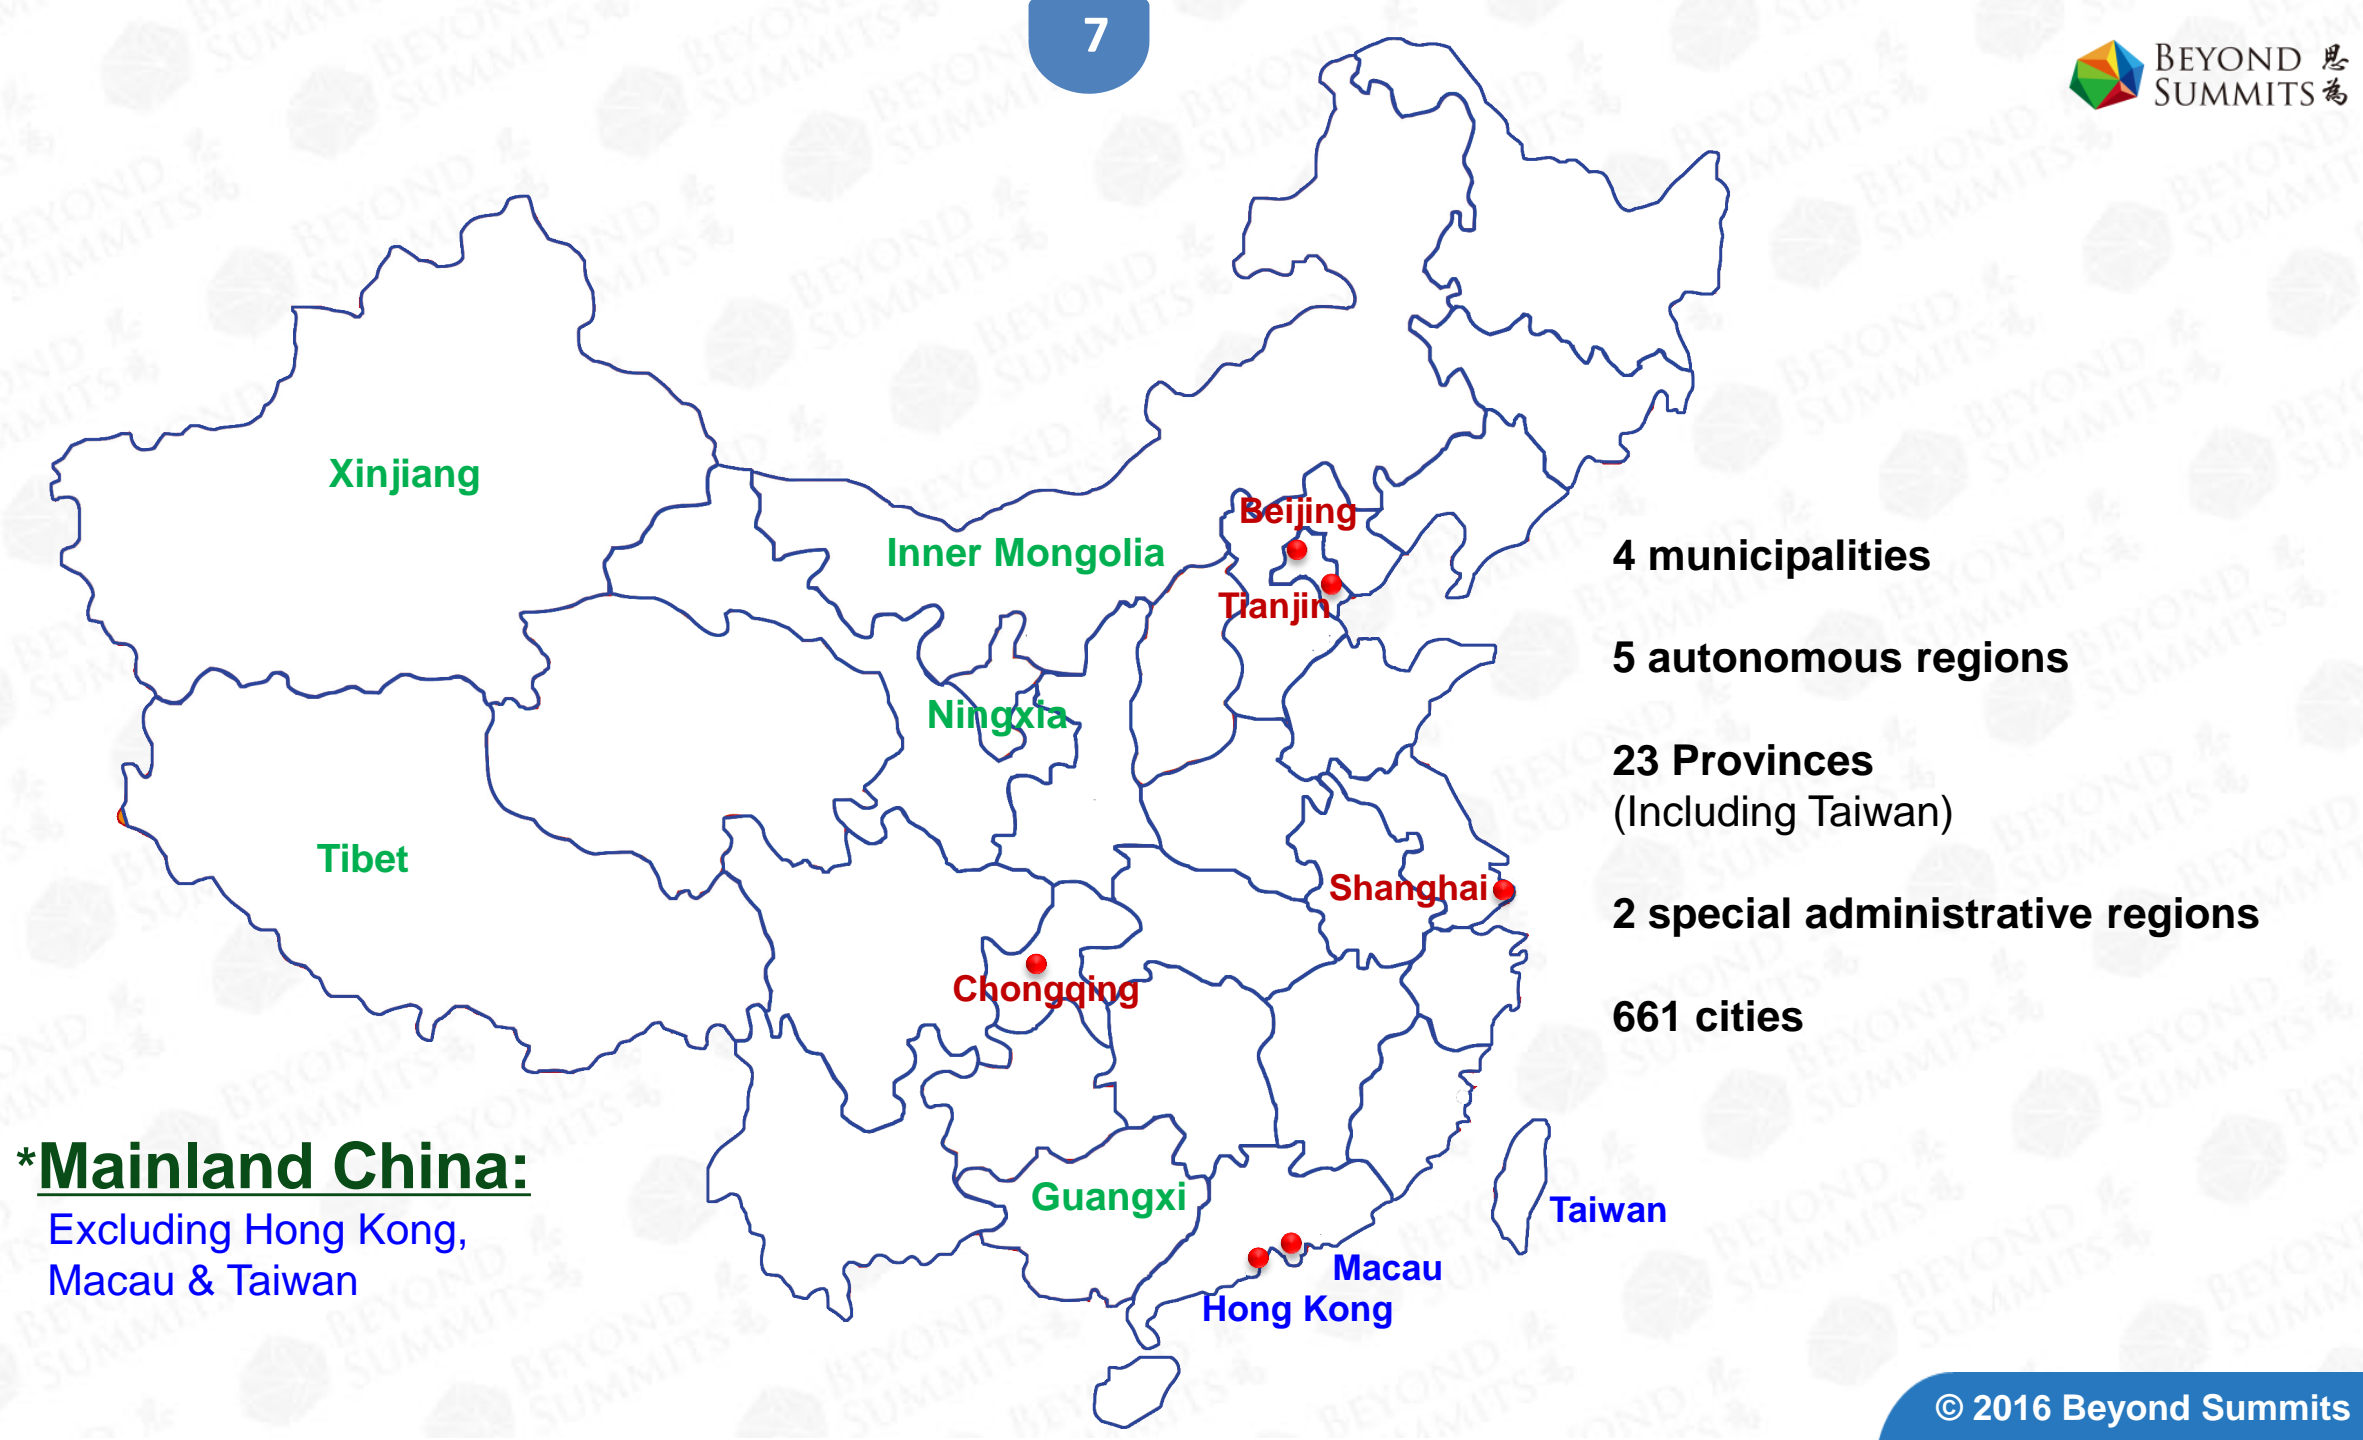 7
BEYOND 思
SUMMITS 為
Xinjiang
Beijing
Inner Mongolia
4 municipalities
Tianjin
5 autonomous regions
Ningxia
23 Provinces
(Including Taiwan)
Tibet
Shanghai
2 special administrative regions
Chongqing
661 cities
*Mainland China:
Excluding Hong Kong,
Macau & Taiwan
Guangxi
Taiwan
Macau
Hong Kong
© 2016 Beyond Summits